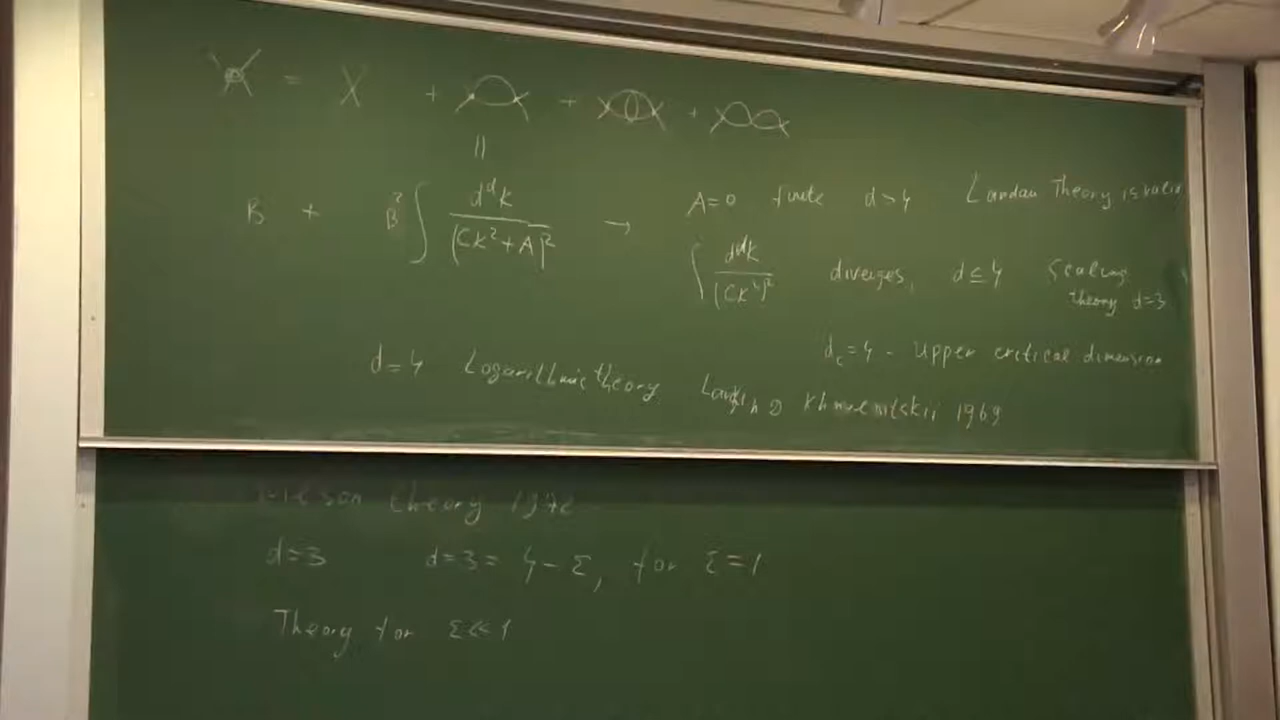 = + + +
||
B + B² ∫ dᵈk / (Ck²+A)² → A=0 finite d>4 Landau Theory is valid
∫ dᵈk / (Ck²)² diverges, d≤4 Scaling
theory d=3
d_c=4 - Upper critical dimension
d=4 Logarithmic theory Khmelnitskii 1969
Wilson theory 1972
d=3 d=3= 4-ε, for ε=1
Theory for ε<<1